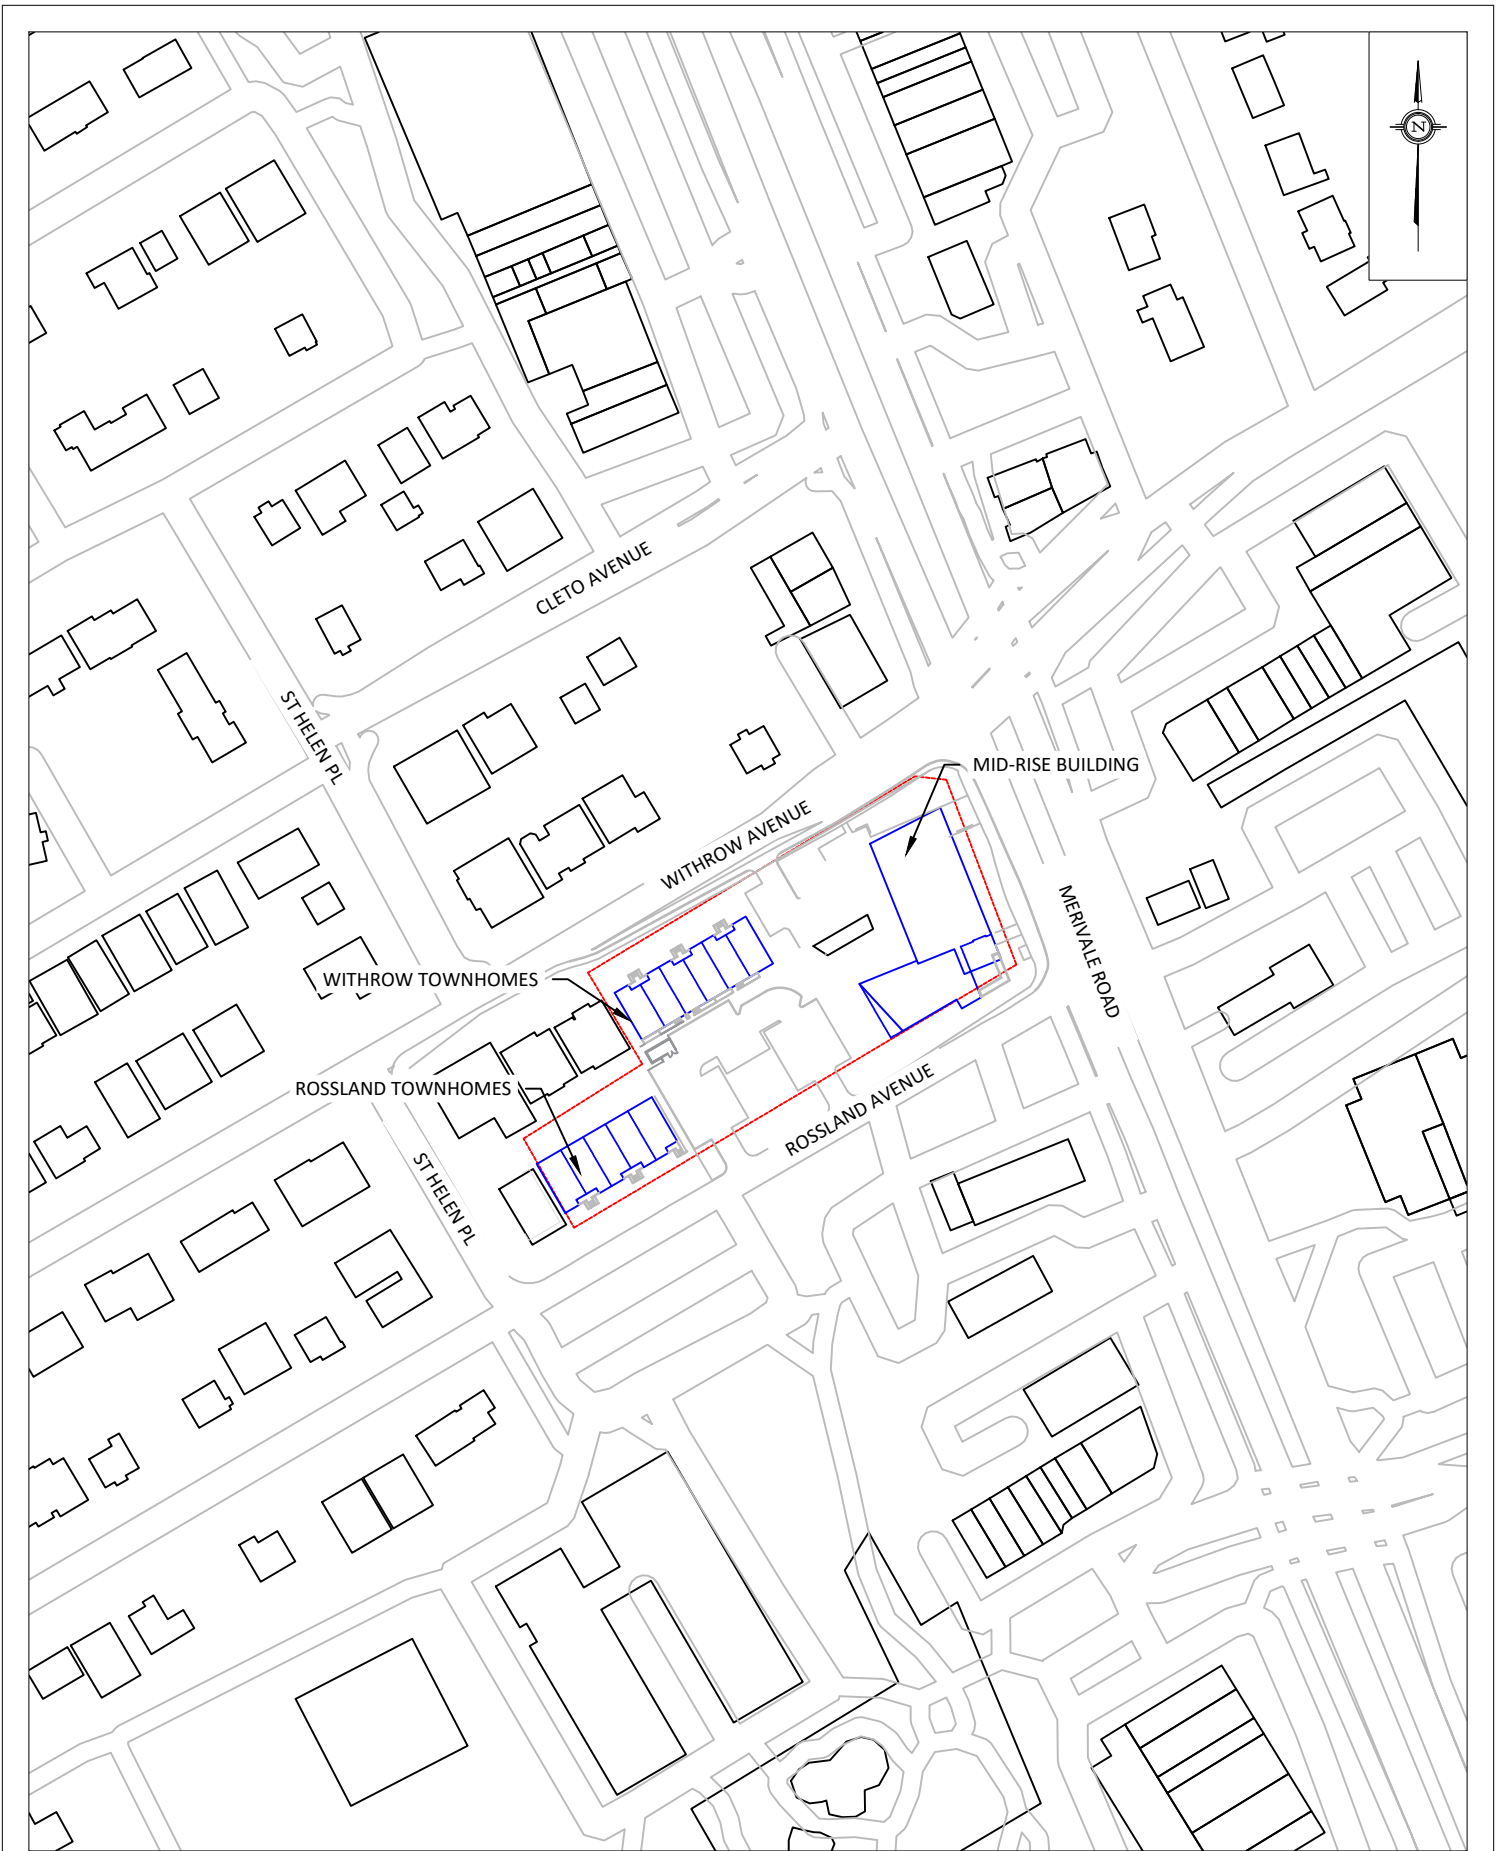 N
CLETO AVENUE
ST HELEN PL
MID-RISE BUILDING
WITHROW AVENUE
MERIVALE ROAD
WITHROW TOWNHOMES
ROSSLAND TOWNHOMES
ROSSLAND AVENUE
ST HELEN PL